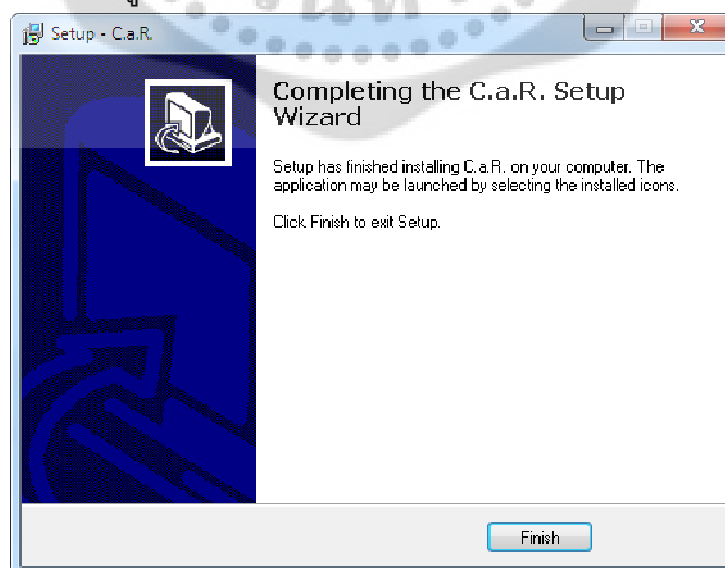 Setup - C.a.R.
Completing the C.a.R. Setup
Wizard
Setup has finished installing C.a.R. on your computer. The
application may be launched by selecting the installed icons.
Click Finish to exit Setup.
Finish